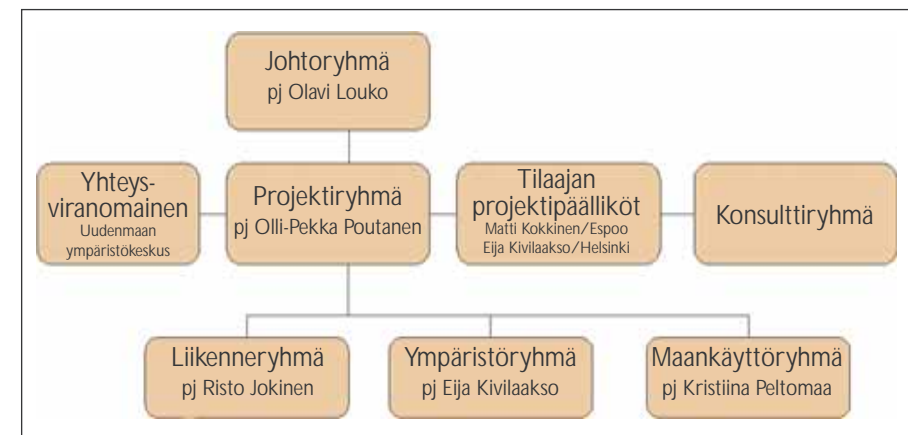 Johtoryhmä
pj Olavi Louko
Yhteys-
viranomainen
Uudenmaan
ympäristökeskus
Projektiryhmä
pj Olli-Pekka Poutanen
Tilaajan
projektipäälliköt
Matti Kokkinen/Espoo
Eija Kivilaakso/Helsinki
Konsulttiryhmä
Liikenneryhmä
pj Risto Jokinen
Ympäristöryhmä
pj Eija Kivilaakso
Maankäyttöryhmä
pj Kristiina Peltomaa